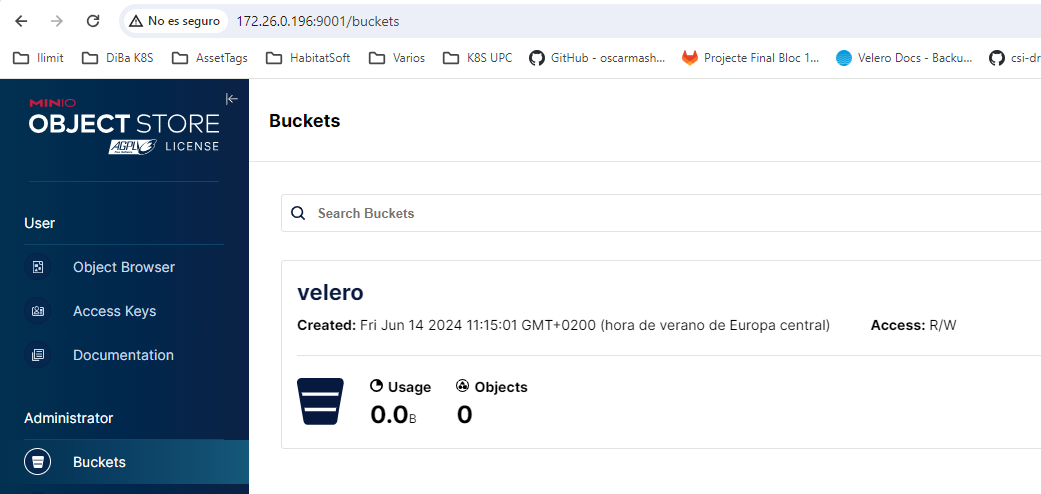 No es seguro 172.26.0.196:9001/buckets
Ilimit DiBa K8S AssetTags HabitatSoft Varios K8S UPC GitHub - oscarmash... Projecte Final Bloc 1... Velero Docs - Backu... csi-dr
MINIO
OBJECT STORE
AGPLv3 LICENSE
Buckets
Search Buckets
User
Object Browser
Access Keys
Documentation
velero
Created: Fri Jun 14 2024 11:15:01 GMT+0200 (hora de verano de Europa central) Access: R/W
Usage Objects
0.0B 0
Administrator
Buckets